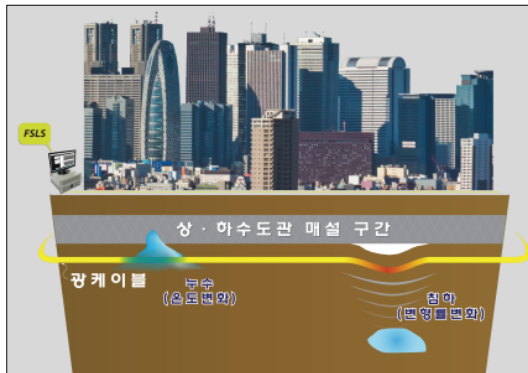 FSLS
상·하수도관 매설 구간
광케이블
누수
(온도변화)
침하
(변형률변화)